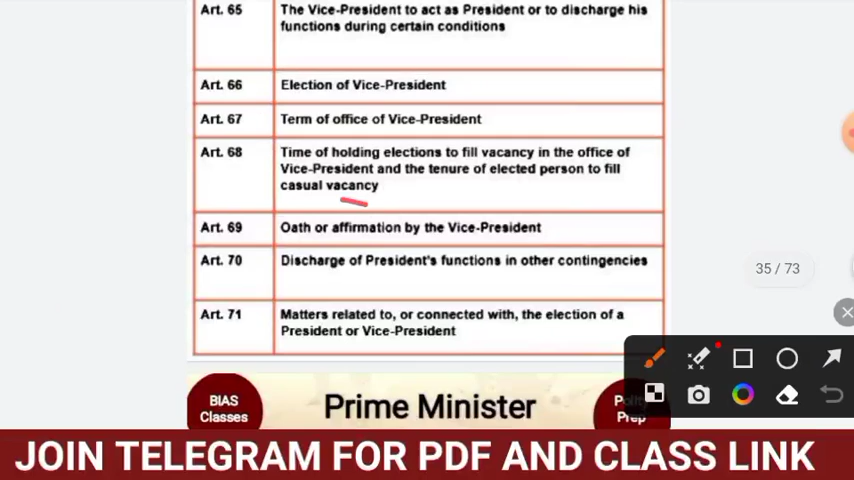 Art. 65
The Vice-President to act as President or to discharge his
functions during certain conditions
Art. 66
Election of Vice-President
Art. 67
Term of office of Vice-President
Art. 68
Time of holding elections to fill vacancy in the office of
Vice-President and the tenure of elected person to fill
casual vacancy
Art. 69
Oath or affirmation by the Vice-President
Art. 70
Discharge of President's functions in other contingencies
35 / 73
Art. 71
Matters related to, or connected with, the election of a
President or Vice-President
BIAS
Classes
Prime Minister
Prep
JOIN TELEGRAM FOR PDF AND CLASS LINK